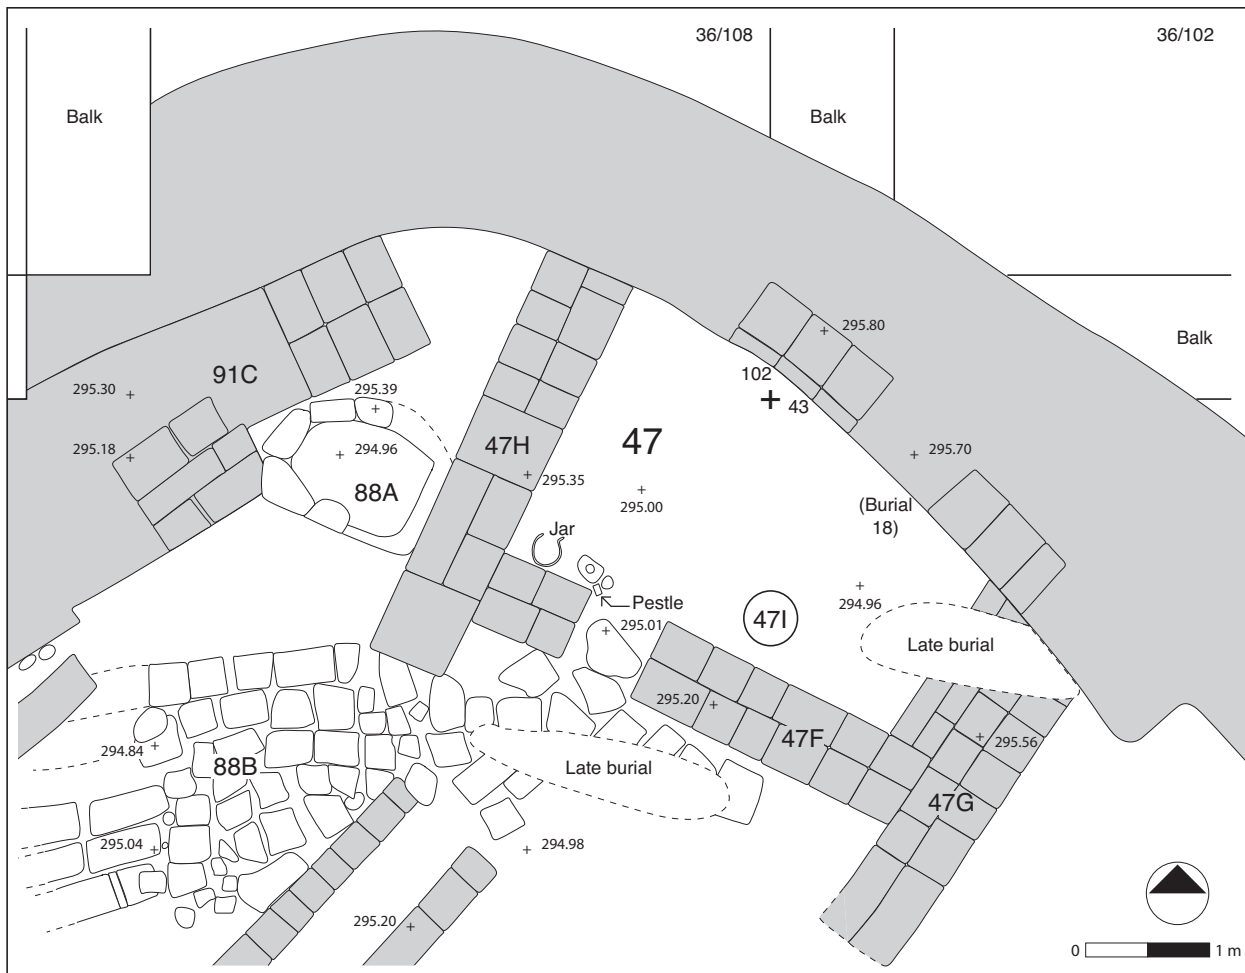 36/108
36/102
Balk
Balk
Balk
295.80
91C
102
43
295.30
295.39
47
295.18
294.96
47H
295.70
295.35
88A
295.00
(Burial
18)
Jar
294.96
Pestle
47I
295.01
Late burial
295.20
47F
295.56
294.84
88B
Late burial
47G
295.04
294.98
295.20
0
1 m